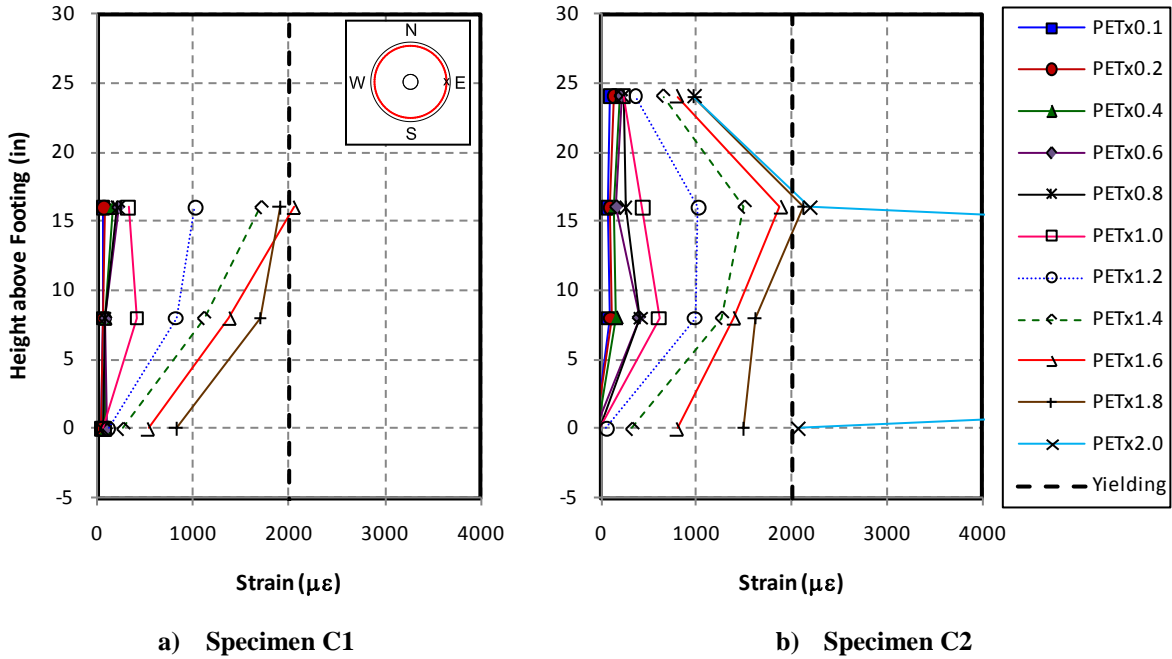 30
25
20
15
10
5
0
-5
Height above Footing (in)
0 1000 2000 3000 4000
Strain (με)
N
W E
S
a) Specimen C1
30
25
20
15
10
5
0
-5
0 1000 2000 3000 4000
Strain (με)
b) Specimen C2
PETx0.1
PETx0.2
PETx0.4
PETx0.6
PETx0.8
PETx1.0
PETx1.2
PETx1.4
PETx1.6
PETx1.8
PETx2.0
Yielding